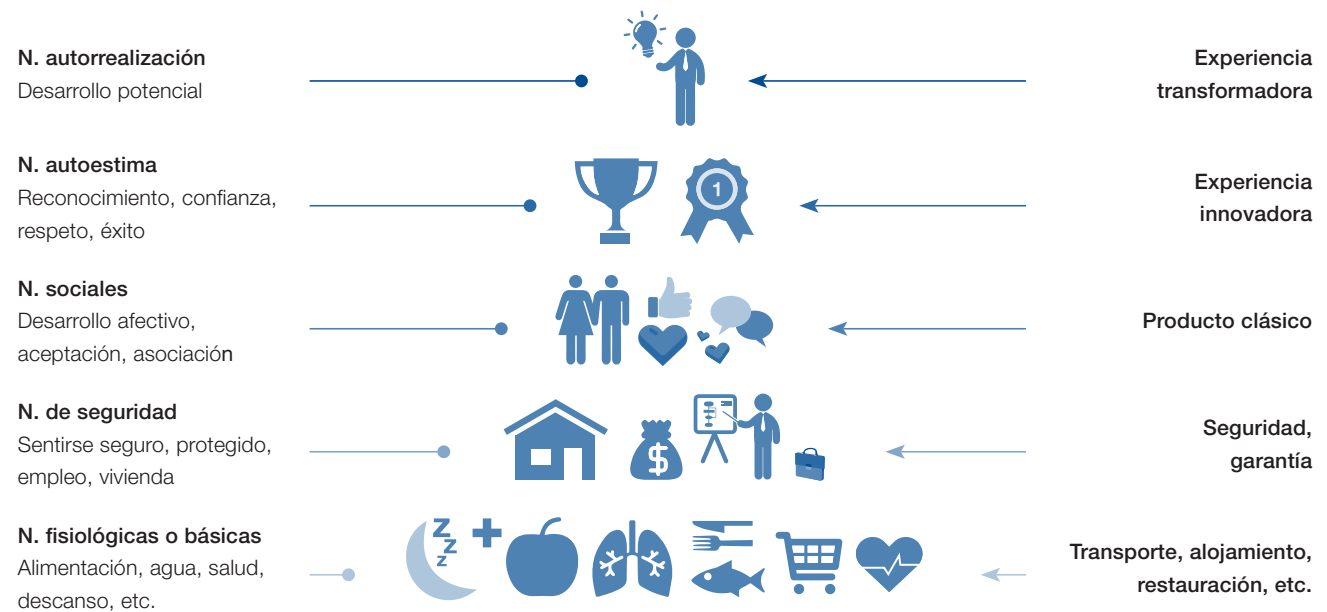 N. autorrealización
Desarrollo potencial
Experiencia
transformadora
N. autoestima
Reconocimiento, confianza,
respeto, éxito
1
Experiencia
innovadora
N. sociales
Desarrollo afectivo,
aceptación, asociación
Producto clásico
N. de seguridad
Sentirse seguro, protegido,
empleo, vivienda
$
Seguridad,
garantía
N. fisiológicas o básicas
Alimentación, agua, salud,
descanso, etc.
Z
Z
Z
Transporte, alojamiento,
restauración, etc.